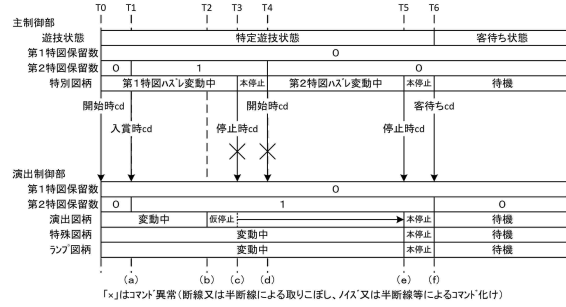 T0 T1 T2 T3 T4 T5 T6
主制御部
遊技状態 特定遊技状態 客待ち状態
第1特図保留数 0
第2特図保留数 0 1 0
特別図柄 第1特図ハズレ変動中 本停止 第2特図ハズレ変動中 本停止 待機
開始時cd 開始時cd 客待ちcd
入賞時cd 停止時cd 停止時cd
演出制御部
第1特図保留数 0
第2特図保留数 0 1 0
演出図柄 変動中 仮停止 本停止 待機
特殊図柄 変動中 本停止 待機
ランプ図柄 変動中 本停止 待機
(a) (b) (c) (d) (e) (f)
「×」はコマンド異常(断線又は半断線による取りこぼし、ノイズ又は半断線等によるコマンド化け)